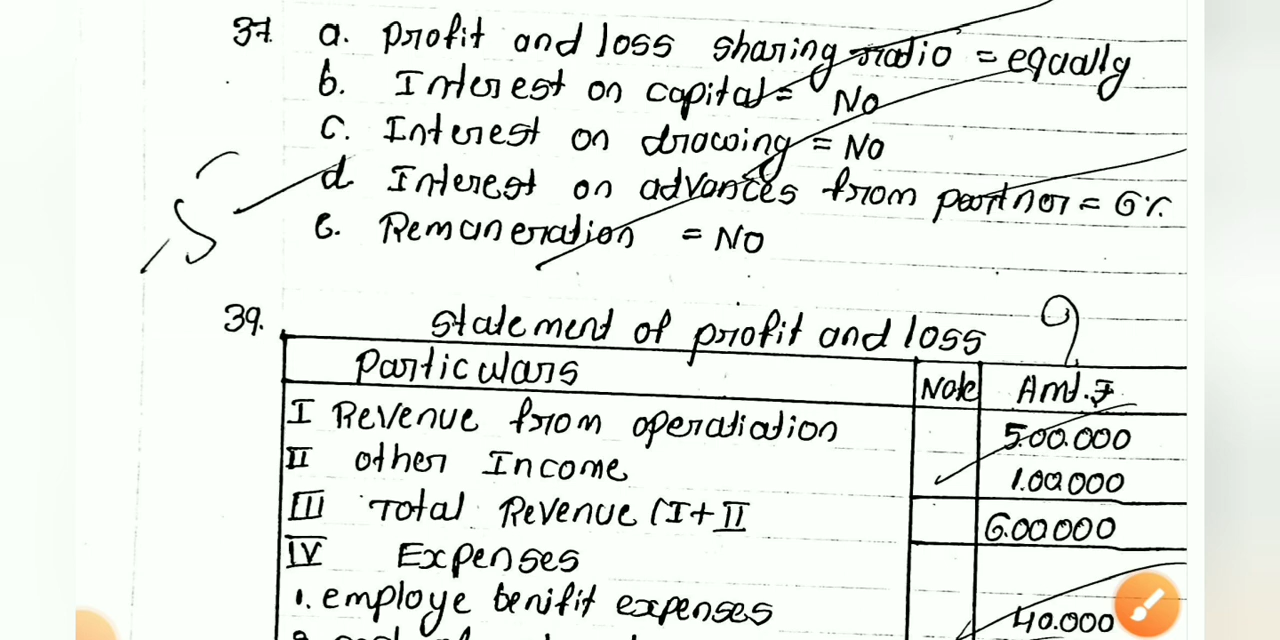 37. a. Profit and loss sharing ratio = equally
b. Interest on capital = No
c. Interest on drawing = No
d. Interest on advances from partner = 6%
e. Remuneration = No
5
39. Statement of profit and loss
Particulars Note Amt. ₹
I Revenue from operatiation 5.00.000
II other Income 1.00000
III Total Revenue (I+II 6.00000
IV Expenses
1. employe benifit expenses 40.000